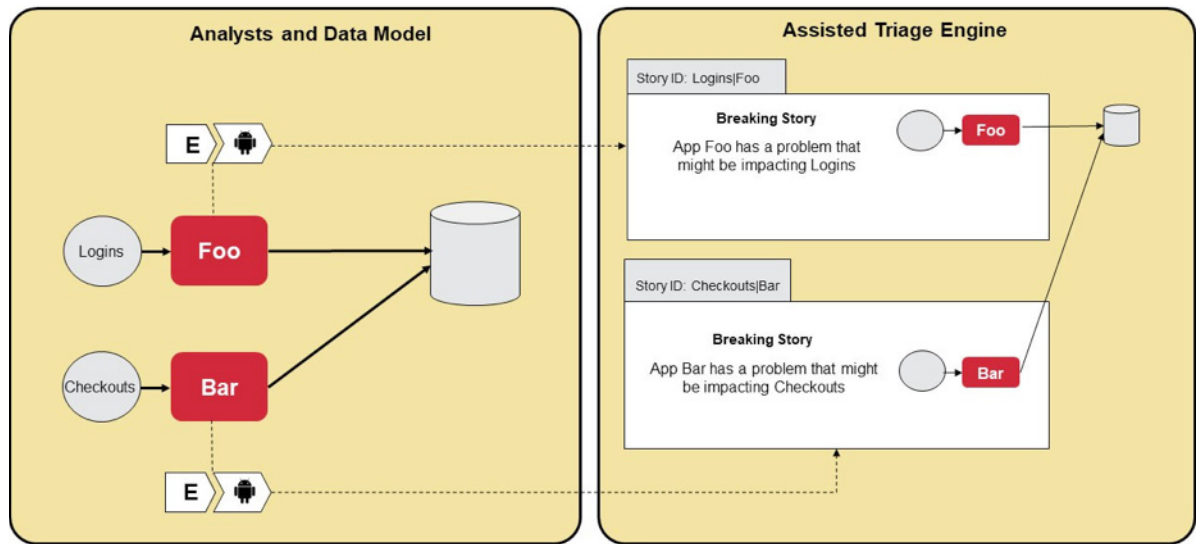 Analysts and Data Model
E
Logins
Foo
Checkouts
Bar
E
Assisted Triage Engine
Story ID: Logins|Foo
Breaking Story
App Foo has a problem that
might be impacting Logins
Foo
Story ID: Checkouts|Bar
Breaking Story
App Bar has a problem that might
be impacting Checkouts
Bar